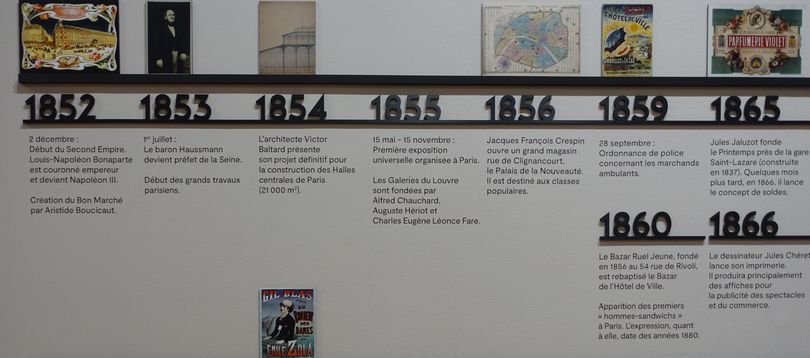 L'HÔTEL DE VILLE
PARFUMERIE VIOLET
1852
2 décembre :
Début du Second Empire.
Louis-Napoléon Bonaparte
est couronné empereur
et devient Napoléon III.
Création du Bon Marché
par Aristide Boucicaut.
1853
1er juillet :
Le baron Haussmann
devient préfet de la Seine.
Début des grands travaux
parisiens.
1854
L'architecte Victor
Baltard présente
son projet définitif pour
la construction des Halles
centrales de Paris
(21 000 m²).
1855
15 mai – 15 novembre :
Première exposition
universelle organisée à Paris.
Les Galeries du Louvre
sont fondées par
Alfred Chauchard,
Auguste Hériot et
Charles Eugène Léonce Fare.
1856
Jacques François Crespin
ouvre un grand magasin
rue de Clignancourt,
le Palais de la Nouveauté.
Il est destiné aux classes
populaires.
1859
28 septembre :
Ordonnance de police
concernant les marchands
ambulants.
1860
Le Bazar Ruel Jeune, fondé
en 1856 au 54 rue de Rivoli,
est rebaptisé le Bazar
de l'Hôtel de Ville.
Apparition des premiers
« hommes-sandwichs »
à Paris. L'expression, quant
à elle, date des années 1880.
1865
Jules Jaluzot fonde
le Printemps près de la gare
Saint-Lazare (construite
en 1837). Quelques mois
plus tard, en 1866, il lance
le concept de soldes.
1866
Le dessinateur Jules Chéret
lance son imprimerie.
Il produira principalement
des affiches pour
la publicité des spectacles
et du commerce.
GIL BLAS
AU
BONHEUR
DES
DAMES
EMILE ZOLA